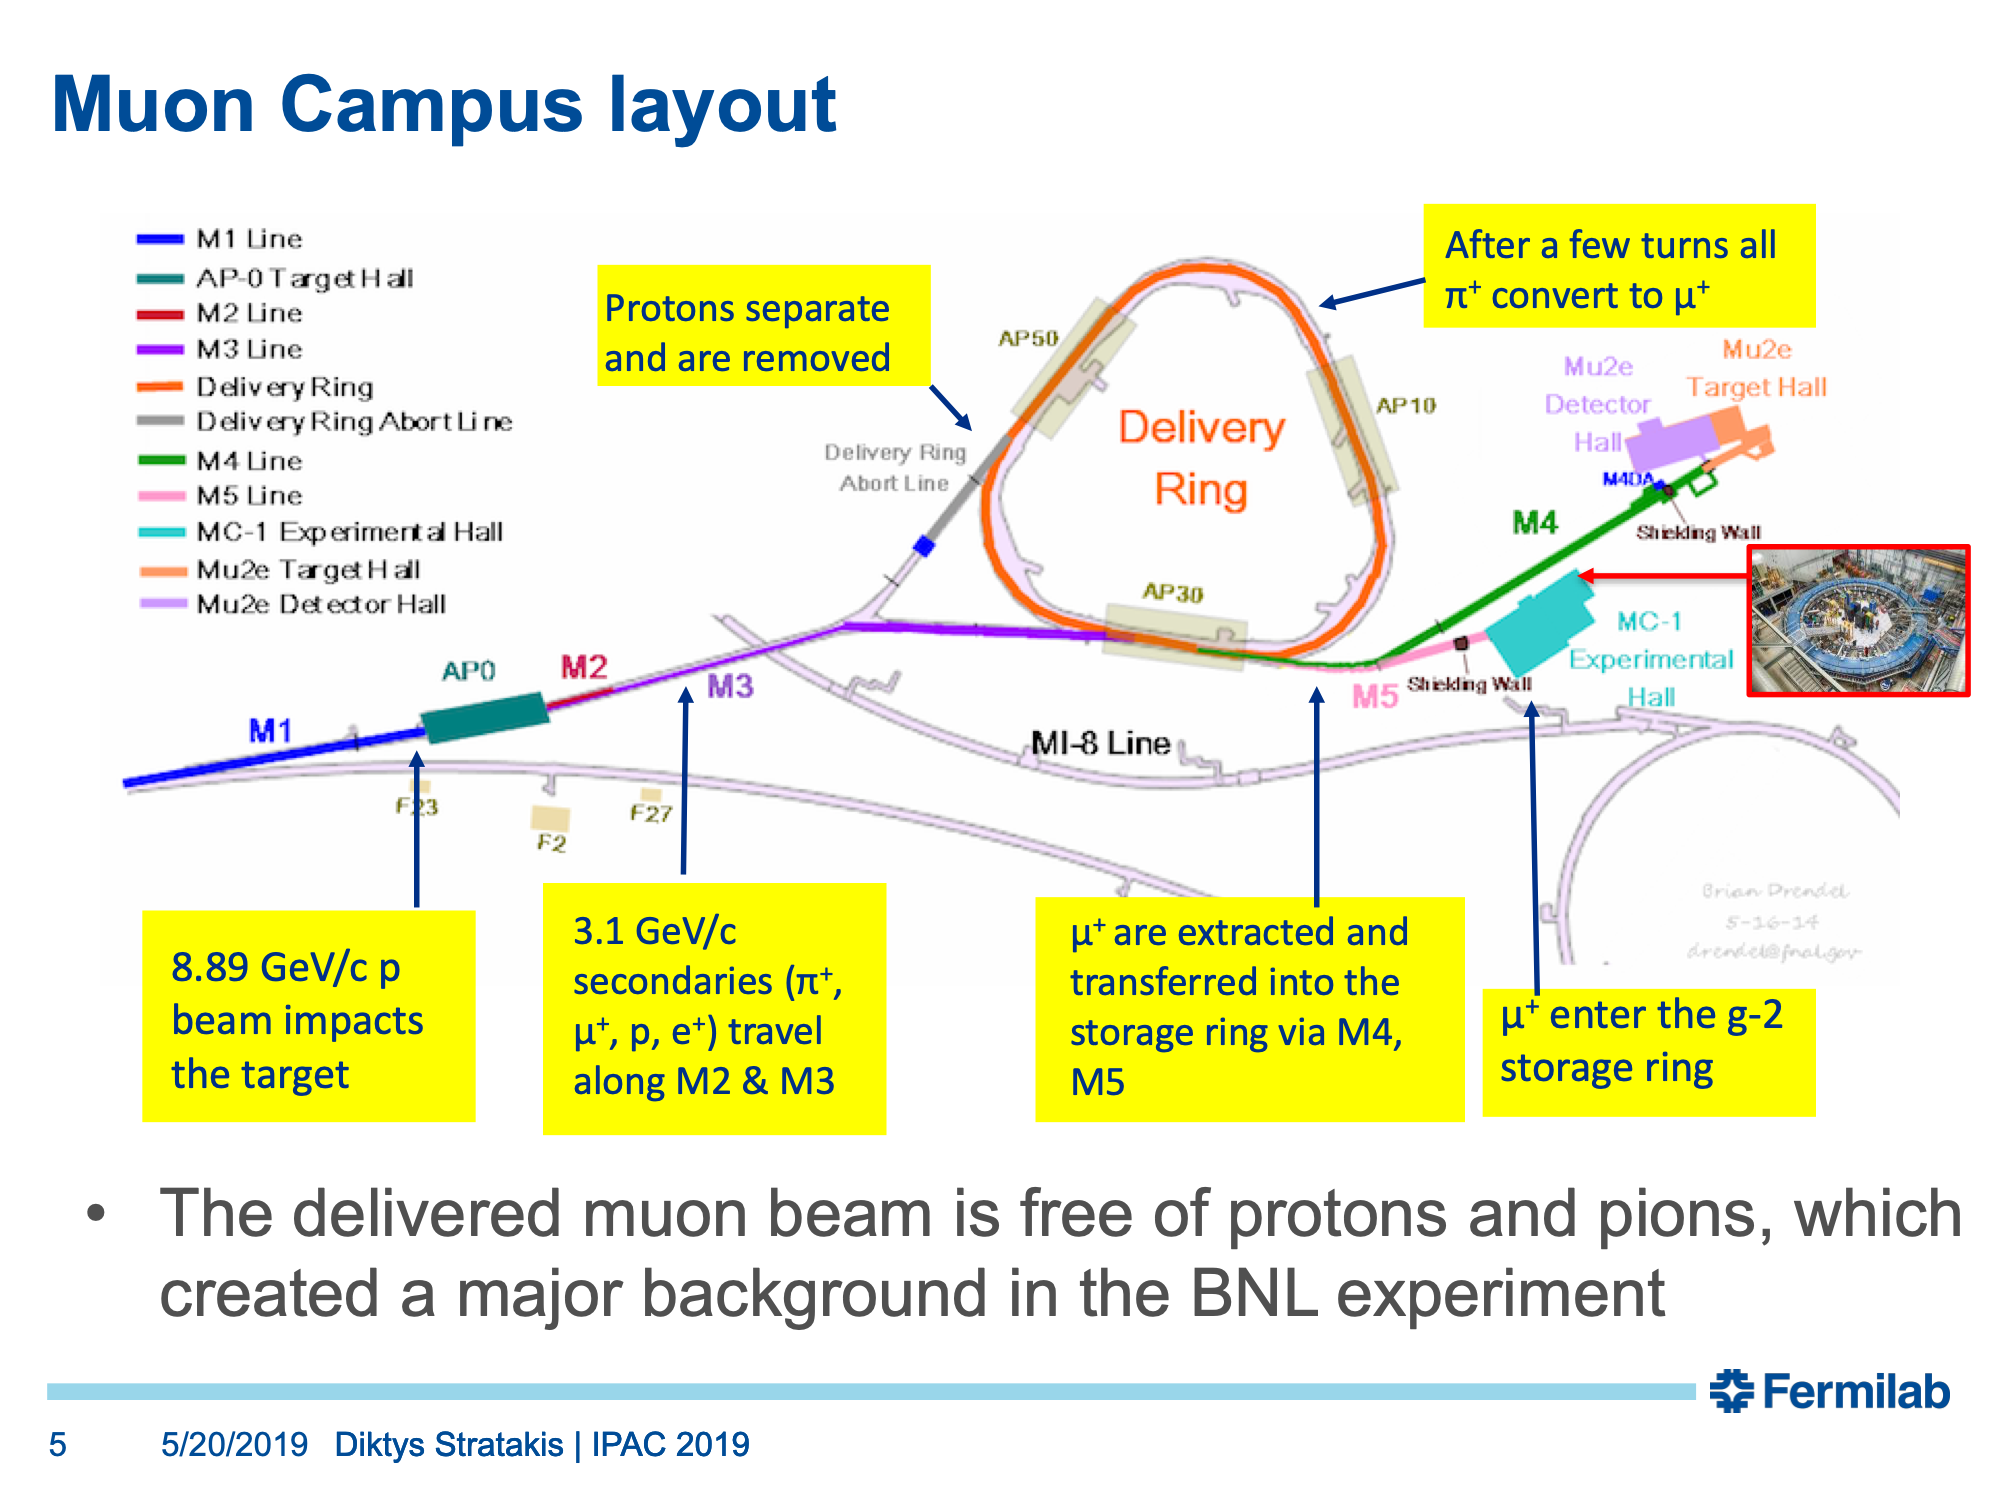 Muon Campus layout
M1 Line
AP-0 Target Hall
M2 Line
M3 Line
Delivery Ring
Delivery Ring Abort Line
M4 Line
M5 Line
MC-1 Experimental Hall
Mu2e Target Hall
Mu2e Detector Hall
Protons separate
and are removed
After a few turns all
π⁺ convert to μ⁺
AP50
AP10
AP30
Delivery
Ring
Delivery Ring
Abort Line
Mu2e
Detector
Hall
Mu2e
Target Hall
M4DA
Shielding Wall
M4
MC-1
Experimental
Hall
Shielding Wall
M5
AP0
M2
M3
M1
MI-8 Line
F23
F2
F27
Brian Drendel
5-16-14
drendel@fnal.gov
8.89 GeV/c p
beam impacts
the target
3.1 GeV/c
secondaries (π⁺,
μ⁺, p, e⁺) travel
along M2 & M3
μ⁺ are extracted and
transferred into the
storage ring via M4,
M5
μ⁺ enter the g-2
storage ring
• The delivered muon beam is free of protons and pions, which
created a major background in the BNL experiment
Fermilab
5 5/20/2019 Diktys Stratakis | IPAC 2019